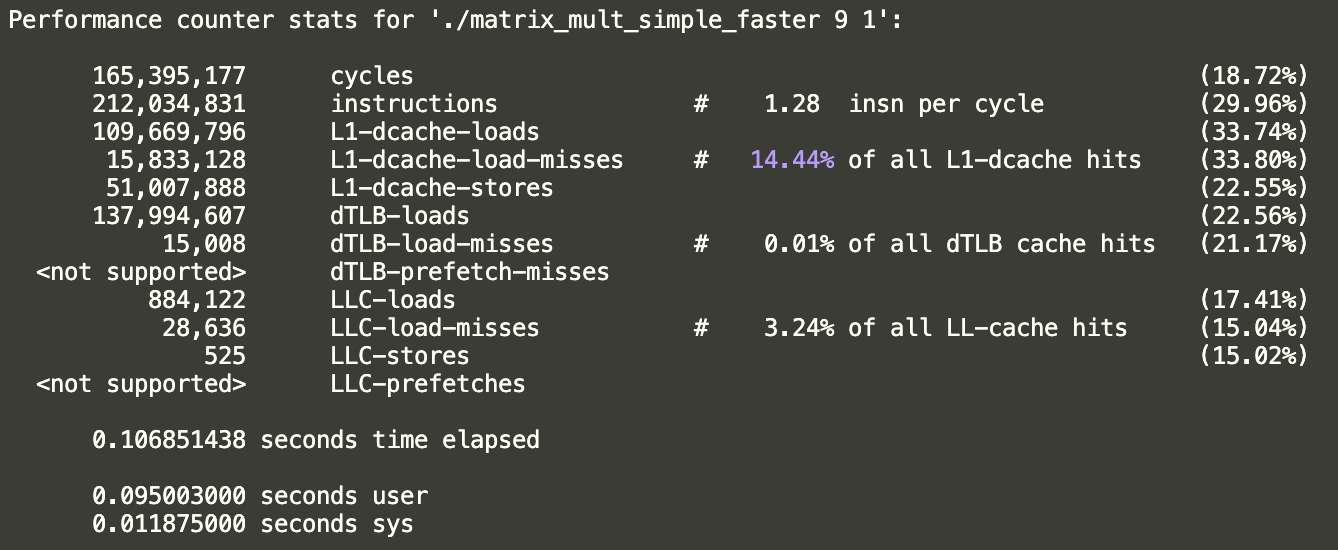 Performance counter stats for './matrix_mult_simple_faster 9 1':
165,395,177 cycles (18.72%)
212,034,831 instructions # 1.28 insn per cycle (29.96%)
109,669,796 L1-dcache-loads (33.74%)
15,833,128 L1-dcache-load-misses # 14.44% of all L1-dcache hits (33.80%)
51,007,888 L1-dcache-stores (22.55%)
137,994,607 dTLB-loads (22.56%)
15,008 dTLB-load-misses # 0.01% of all dTLB cache hits (21.17%)
<not supported> dTLB-prefetch-misses
884,122 LLC-loads (17.41%)
28,636 LLC-load-misses # 3.24% of all LL-cache hits (15.04%)
525 LLC-stores (15.02%)
<not supported> LLC-prefetches
0.106851438 seconds time elapsed
0.095003000 seconds user
0.011875000 seconds sys